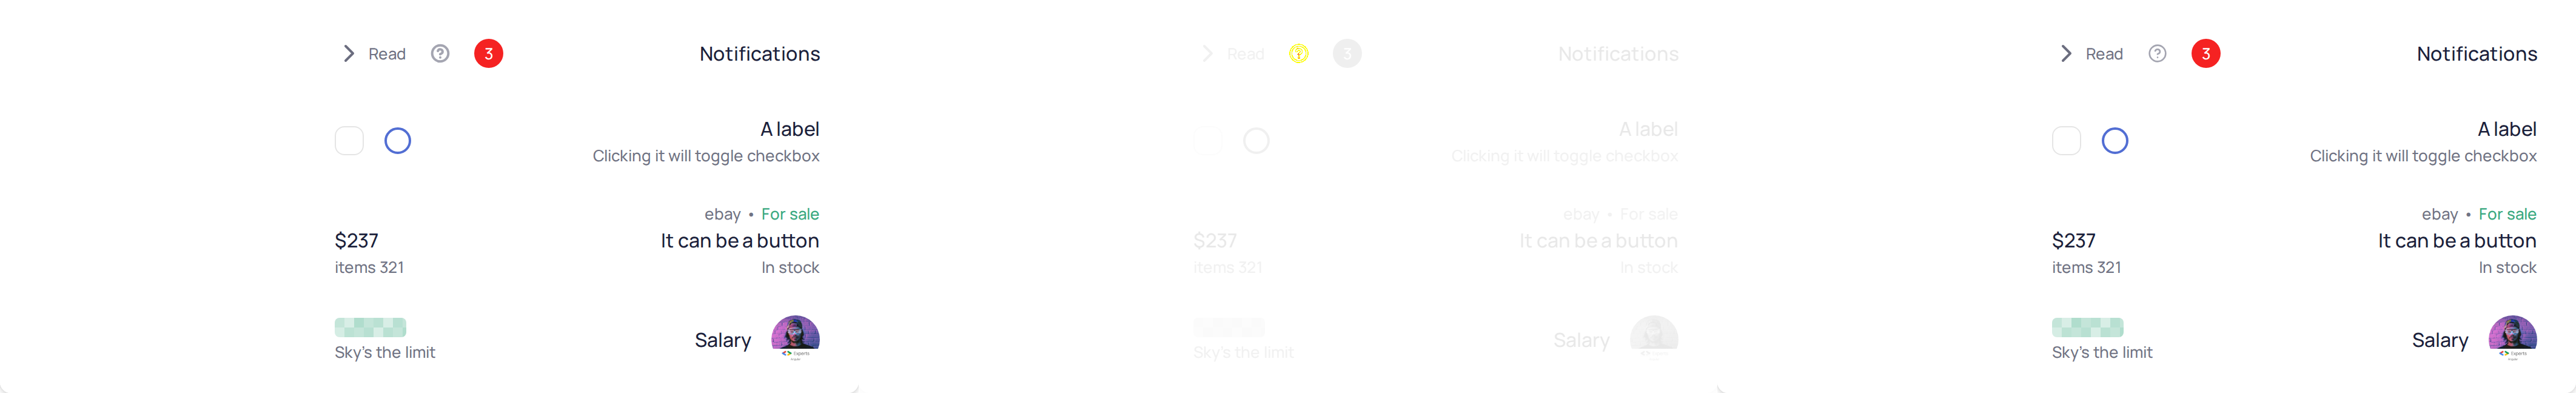 Read 3 Notifications
A label
Clicking it will toggle checkbox
ebay • For sale
$237 It can be a button
items 321 In stock
Salary
Sky's the limit
Experts
Read 3 Notifications
A label
Clicking it will toggle checkbox
ebay • For sale
$237 It can be a button
items 321 In stock
Salary
Sky's the limit
Read 3 Notifications
A label
Clicking it will toggle checkbox
ebay • For sale
$237 It can be a button
items 321 In stock
Salary
Sky's the limit
Experts